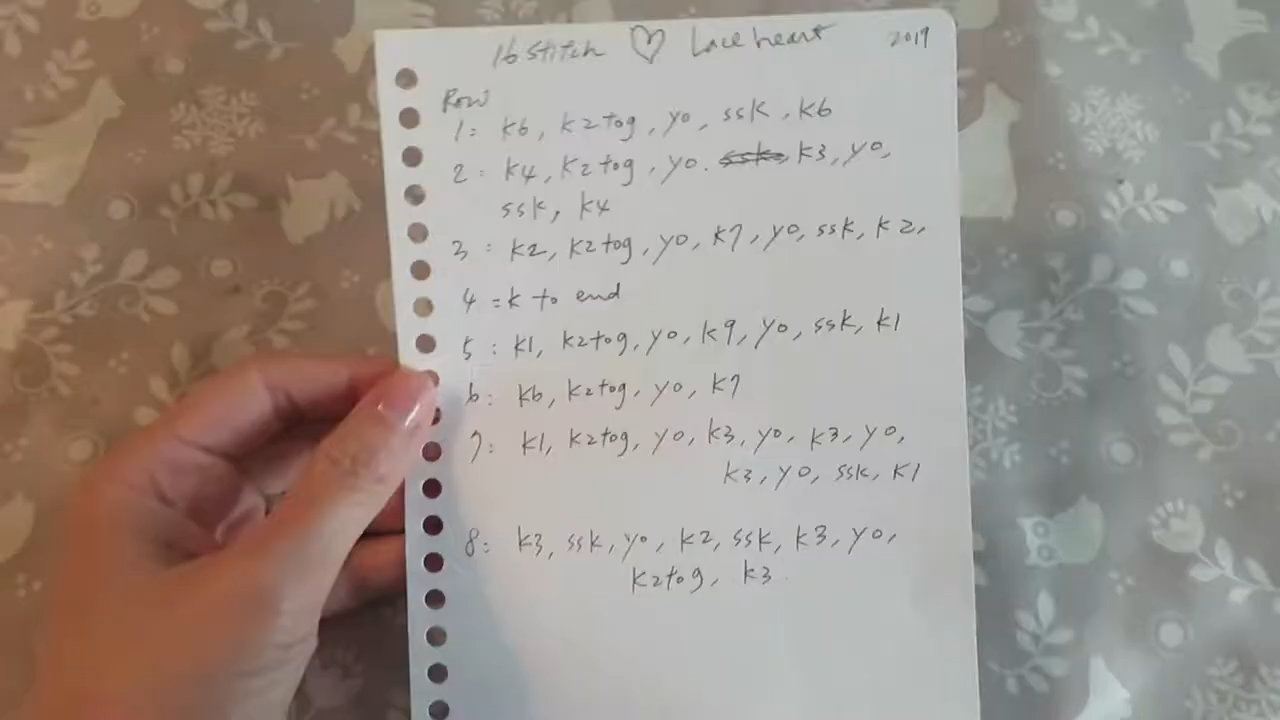 16 stitch ♡ Lace heart 2019
Row
1: k6, k2tog, yo, ssk, k6
2: k4, k2tog, yo. ssk, k3, yo,
ssk, k4
3: k2, k2tog, yo, k7, yo, ssk, k2,
4 = k to end
5: k1, k2tog, yo, k9, yo, ssk, k1
6: k6, k2tog, yo, k7
7: k1, k2tog, yo, k3, yo, k3, yo,
k3, yo, ssk, k1
8: k3, ssk, yo, k2, ssk, k3, yo,
k2tog, k3.